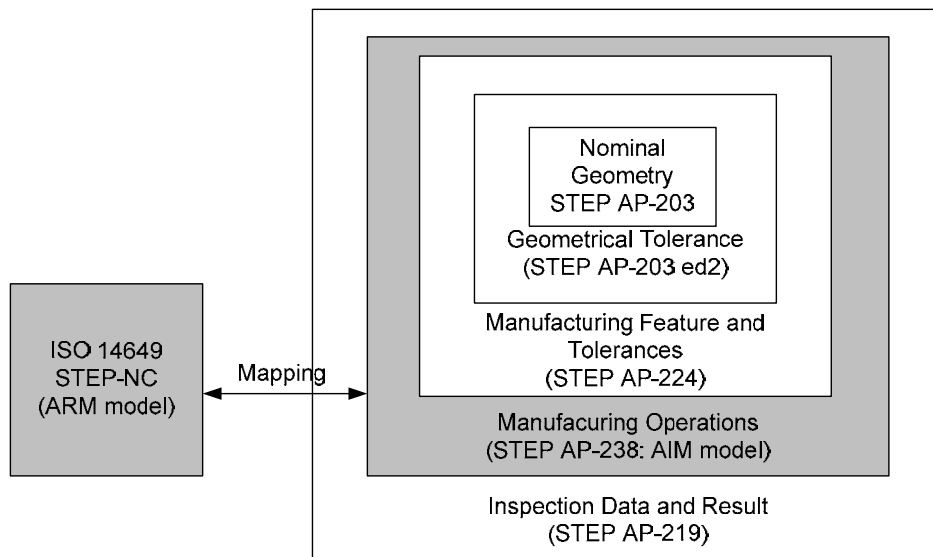 Nominal
Geometry
STEP AP-203
Geometrical Tolerance
(STEP AP-203 ed2)
Manufacturing Feature and
Tolerances
(STEP AP-224)
ISO 14649
STEP-NC
(ARM model)
Mapping
Manufacuring Operations
(STEP AP-238: AIM model)
Inspection Data and Result
(STEP AP-219)